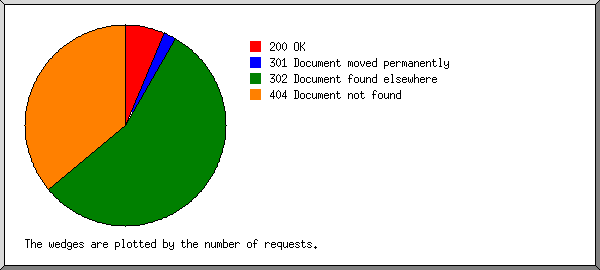 200 OK
301 Document moved permanently
302 Document found elsewhere
404 Document not found
The wedges are plotted by the number of requests.